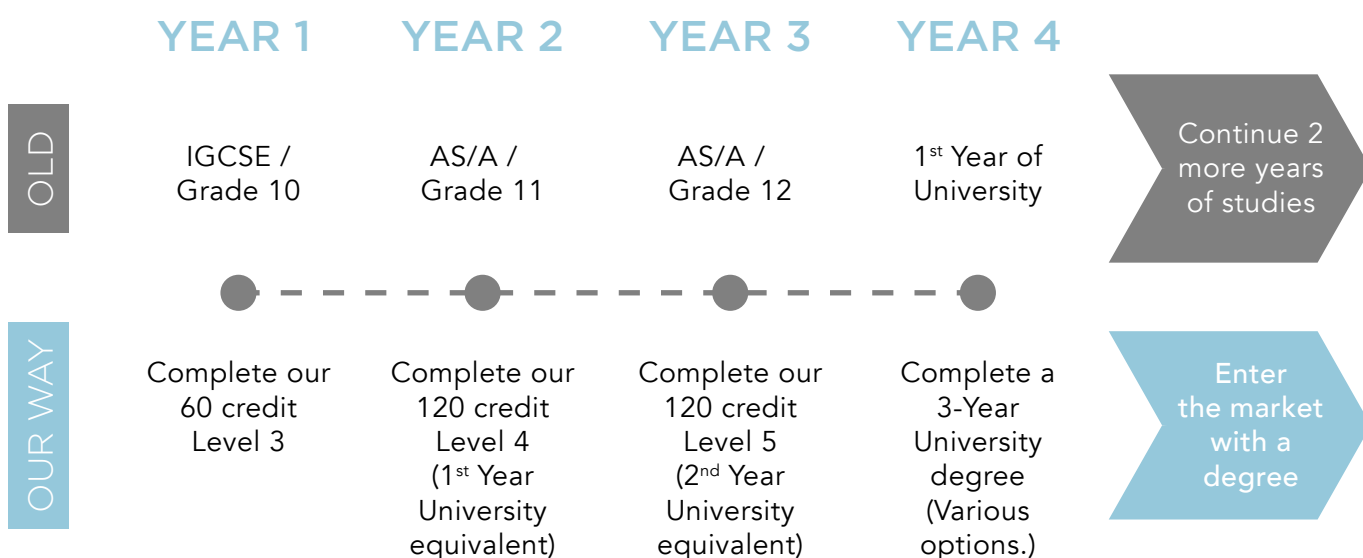 YEAR 1
YEAR 2
YEAR 3
YEAR 4
OLD
IGCSE /
Grade 10
AS/A /
Grade 11
AS/A /
Grade 12
1st Year of
University
Continue 2
more years
of studies
OUR WAY
Complete our
60 credit
Level 3
Complete our
120 credit
Level 4
(1st Year
University
equivalent)
Complete our
120 credit
Level 5
(2nd Year
University
equivalent)
Complete a
3-Year
University
degree
(Various
options.)
Enter
the market
with a
degree